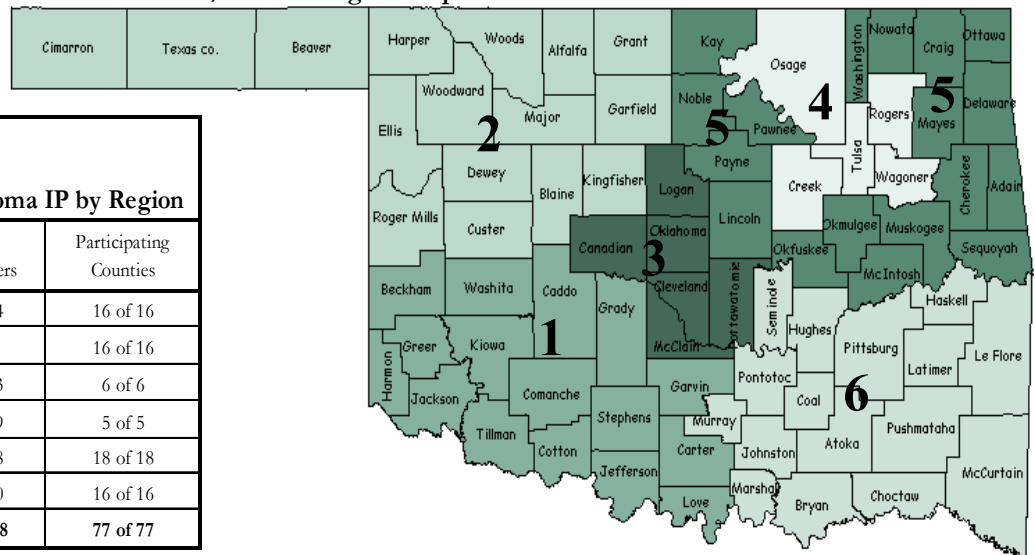 oma IP by Region
Participating
ers Counties
4 16 of 16
16 of 16
6 of 6
5 of 5
18 of 18
16 of 16
8 77 of 77
Cimarron Texas co. Beaver Harper Woods Alfalfa Grant Kay Osage Washington Nowata Craig Ottawa
Woodward Major Garfield Noble Pawnee Rogers Mayes Delaware
2 5 4 5
Ellis Dewey Blaine Kingfisher Logan Payne Creek Tulsa Wagoner Cherokee Adair
Roger Mills Custer Canadian Oklahoma Lincoln Okfuskee Okmulgee Muskogee Sequoyah
3
Beckham Washita Caddo Grady Cleveland ottawatomie Seminole Hughes McIntosh Haskell
1
Harmon Greer Kiowa McClain Pontotoc Pittsburg Latimer Le Flore
Jackson Comanche Garvin Coal
6
Tillman Cotton Stephens Murray Carter Johnston Atoka Pushmataha
Jefferson Love Marshal Bryan Choctaw McCurtain